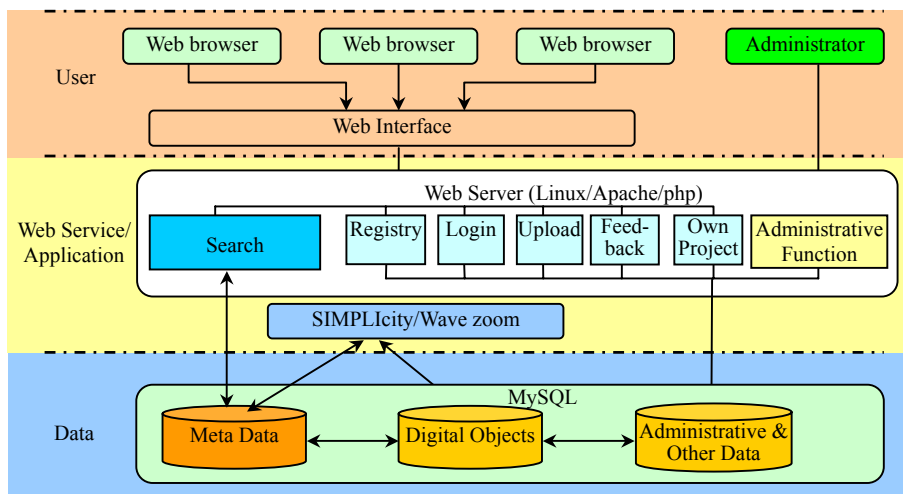 Web browser
Web browser
Web browser
Administrator
User
Web Interface
Web Server (Linux/Apache/php)
Web Service/
Application
Search
Registry
Login
Upload
Feed-
back
Own
Project
Administrative
Function
SIMPLIcity/Wave zoom
MySQL
Data
Meta Data
Digital Objects
Administrative &
Other Data